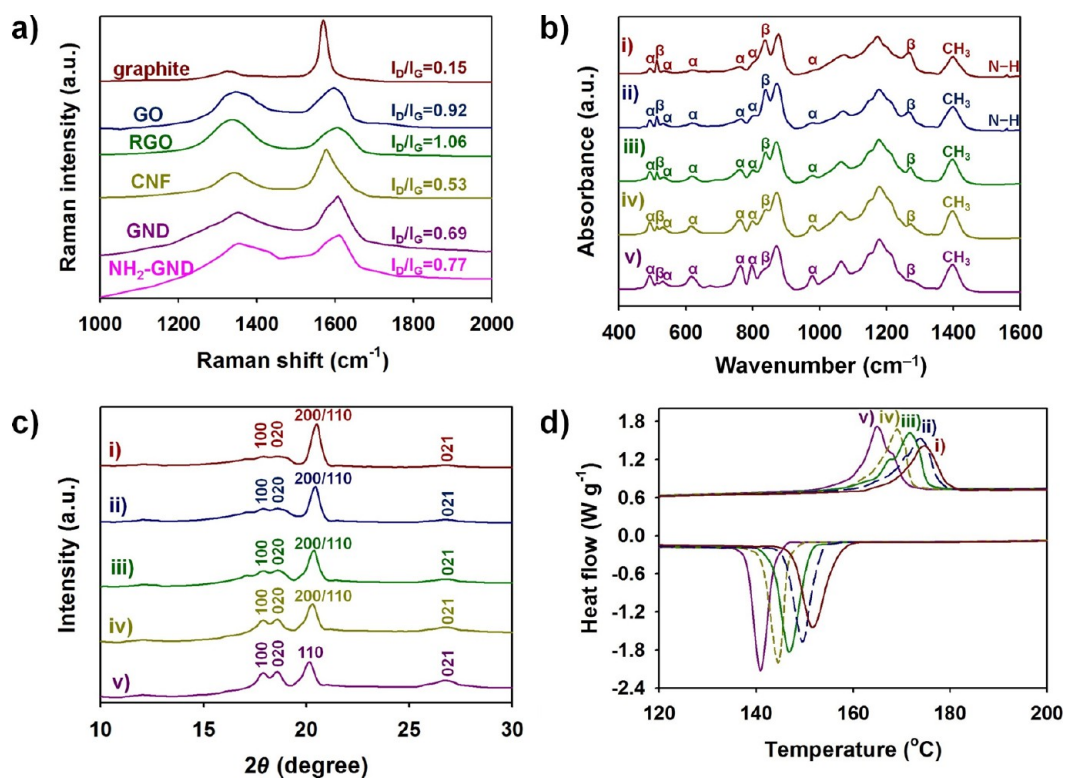 a)
Raman intensity (a.u.)
graphite
I_D/I_G=0.15
GO
I_D/I_G=0.92
RGO
I_D/I_G=1.06
CNF
I_D/I_G=0.53
GND
I_D/I_G=0.69
NH₂-GND
I_D/I_G=0.77
1000 1200 1400 1600 1800 2000
Raman shift (cm⁻¹)
b)
Absorbance (a.u.)
i) α β α α α β α β CH₃ N–H
ii) α β α α α β α β CH₃ N–H
iii) α β α α α α β α β CH₃
iv) α β α α α α β α β CH₃
v) α β α α α α β α β CH₃
400 600 800 1000 1200 1400 1600
Wavenumber (cm⁻¹)
c)
Intensity (a.u.)
i) 100 020 200/110 021
ii) 100 020 200/110 021
iii) 100 020 200/110 021
iv) 100 020 200/110 021
v) 100 020 110 021
10 15 20 25 30
2θ (degree)
d)
Heat flow (W g⁻¹)
1.8
1.2
0.6
0.0
-0.6
-1.2
-1.8
-2.4
v) iv) iii) ii) i)
120 140 160 180 200
Temperature (°C)